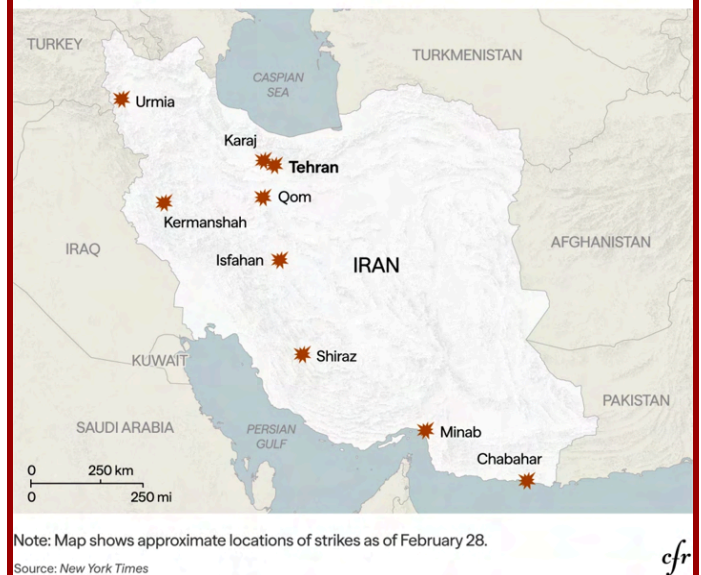 TURKEY
TURKMENISTAN
CASPIAN
SEA
Urmia
Karaj
Tehran
Qom
Kermanshah
IRAQ
Isfahan
IRAN
AFGHANISTAN
Shiraz
KUWAIT
PAKISTAN
SAUDI ARABIA
PERSIAN
GULF
Minab
Chabahar
0 250 km
0 250 mi
Note: Map shows approximate locations of strikes as of February 28.
Source: New York Times
cfr